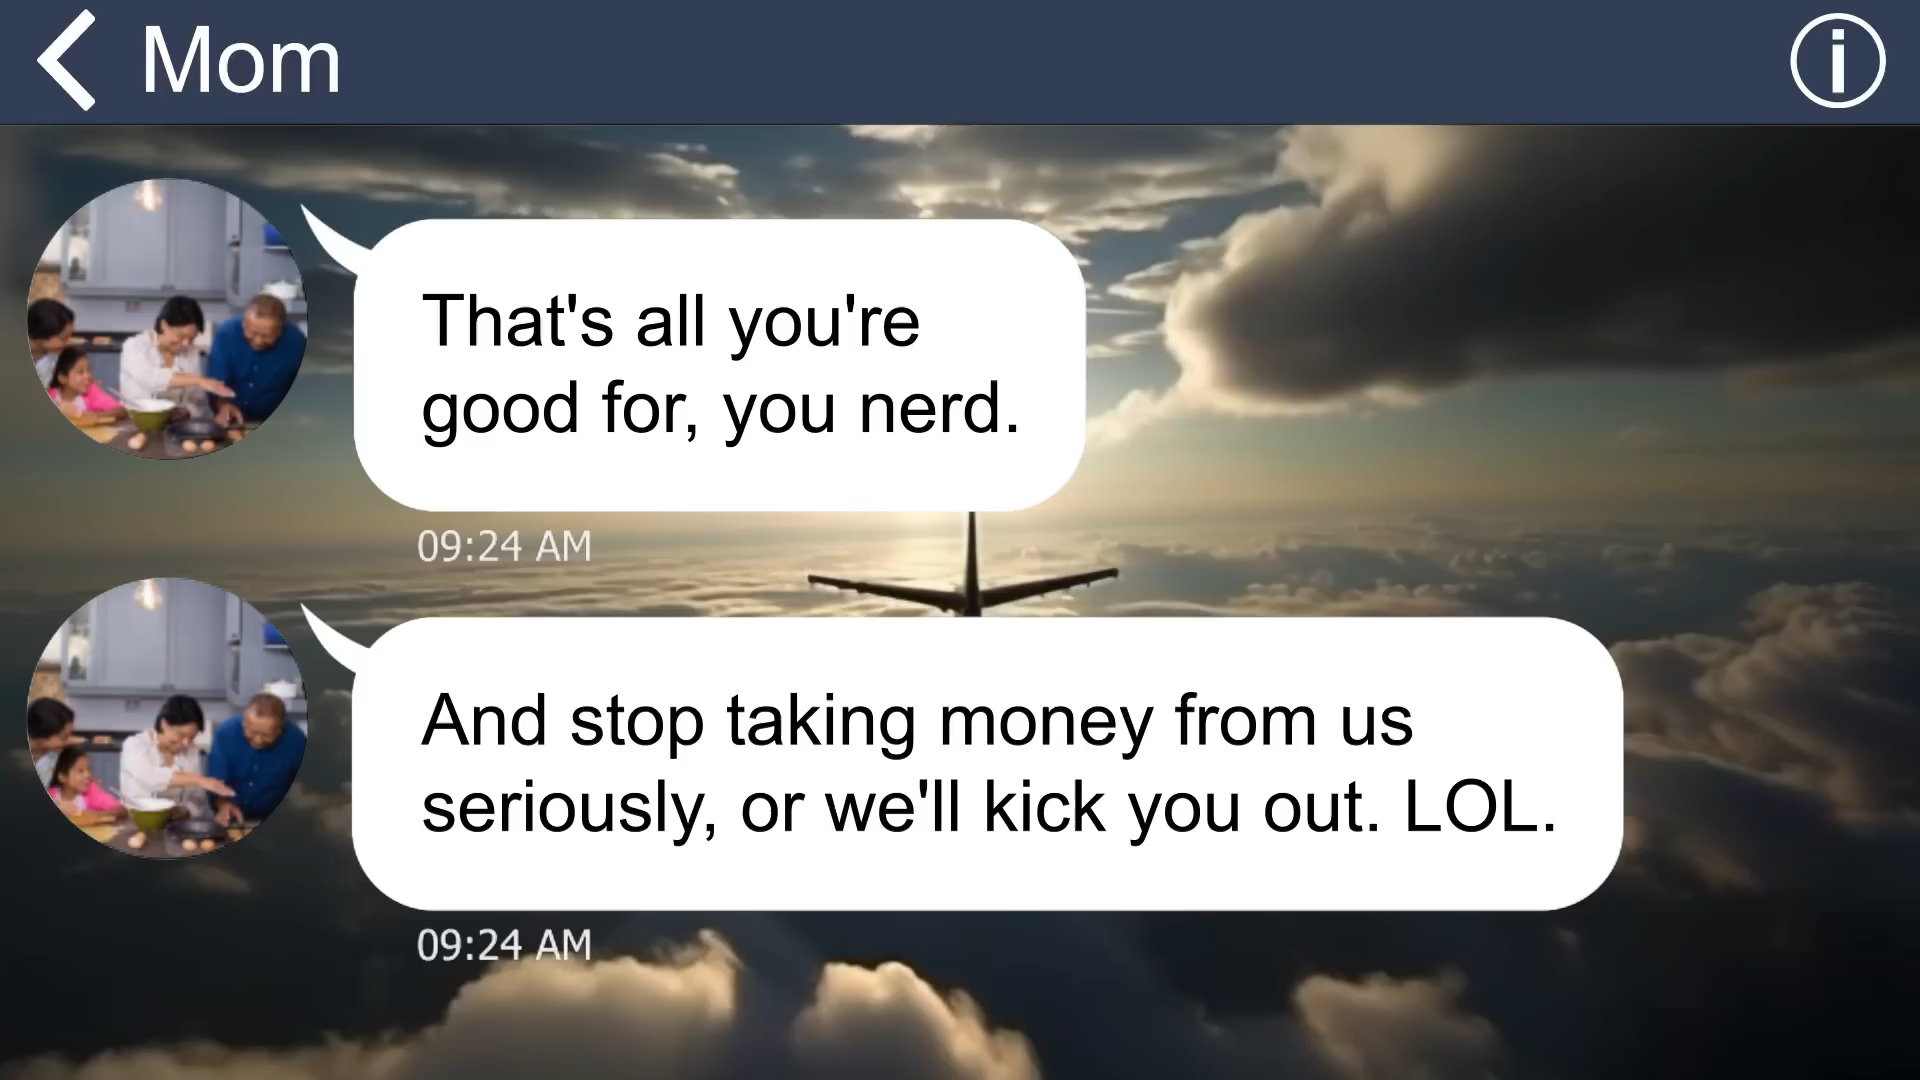 Mom
That's all you're
good for, you nerd.
09:24 AM
And stop taking money from us
seriously, or we'll kick you out. LOL.
09:24 AM